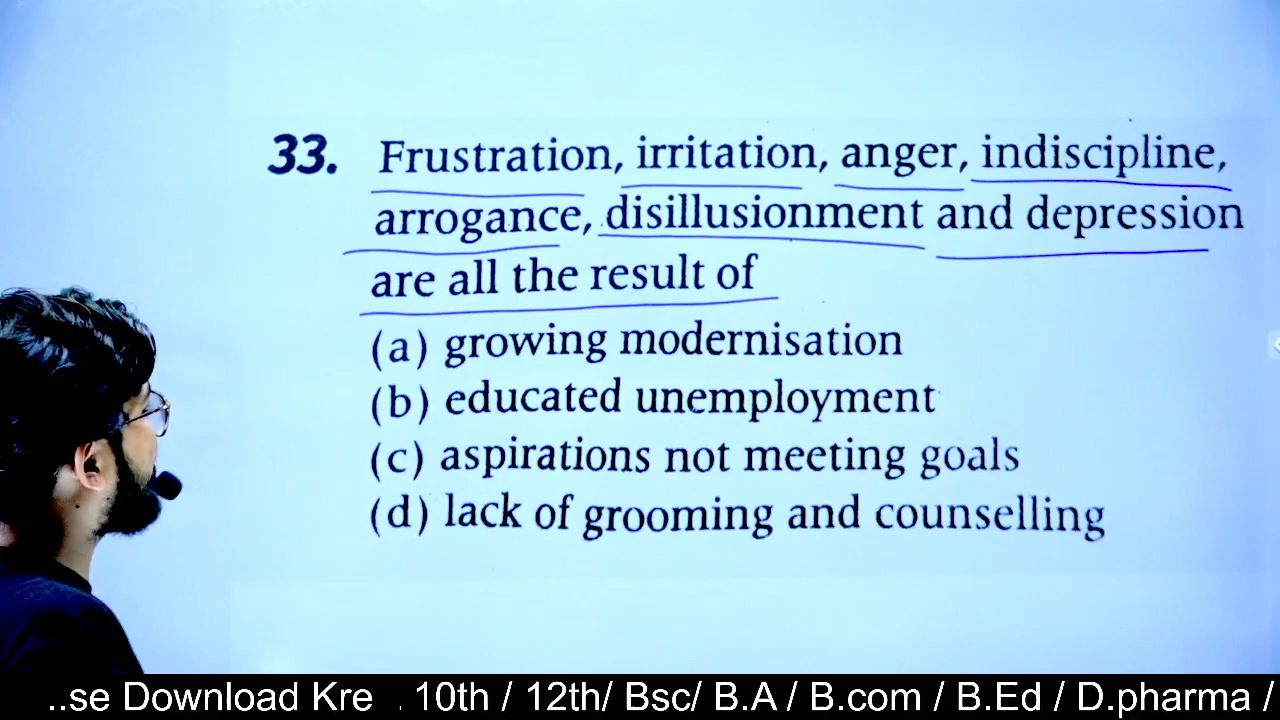 33. Frustration, irritation, anger, indiscipline,
arrogance, disillusionment and depression
are all the result of
(a) growing modernisation
(b) educated unemployment
(c) aspirations not meeting goals
(d) lack of grooming and counselling
..se Download Kre . 10th / 12th/ Bsc/ B.A / B.com / B.Ed / D.pharma /